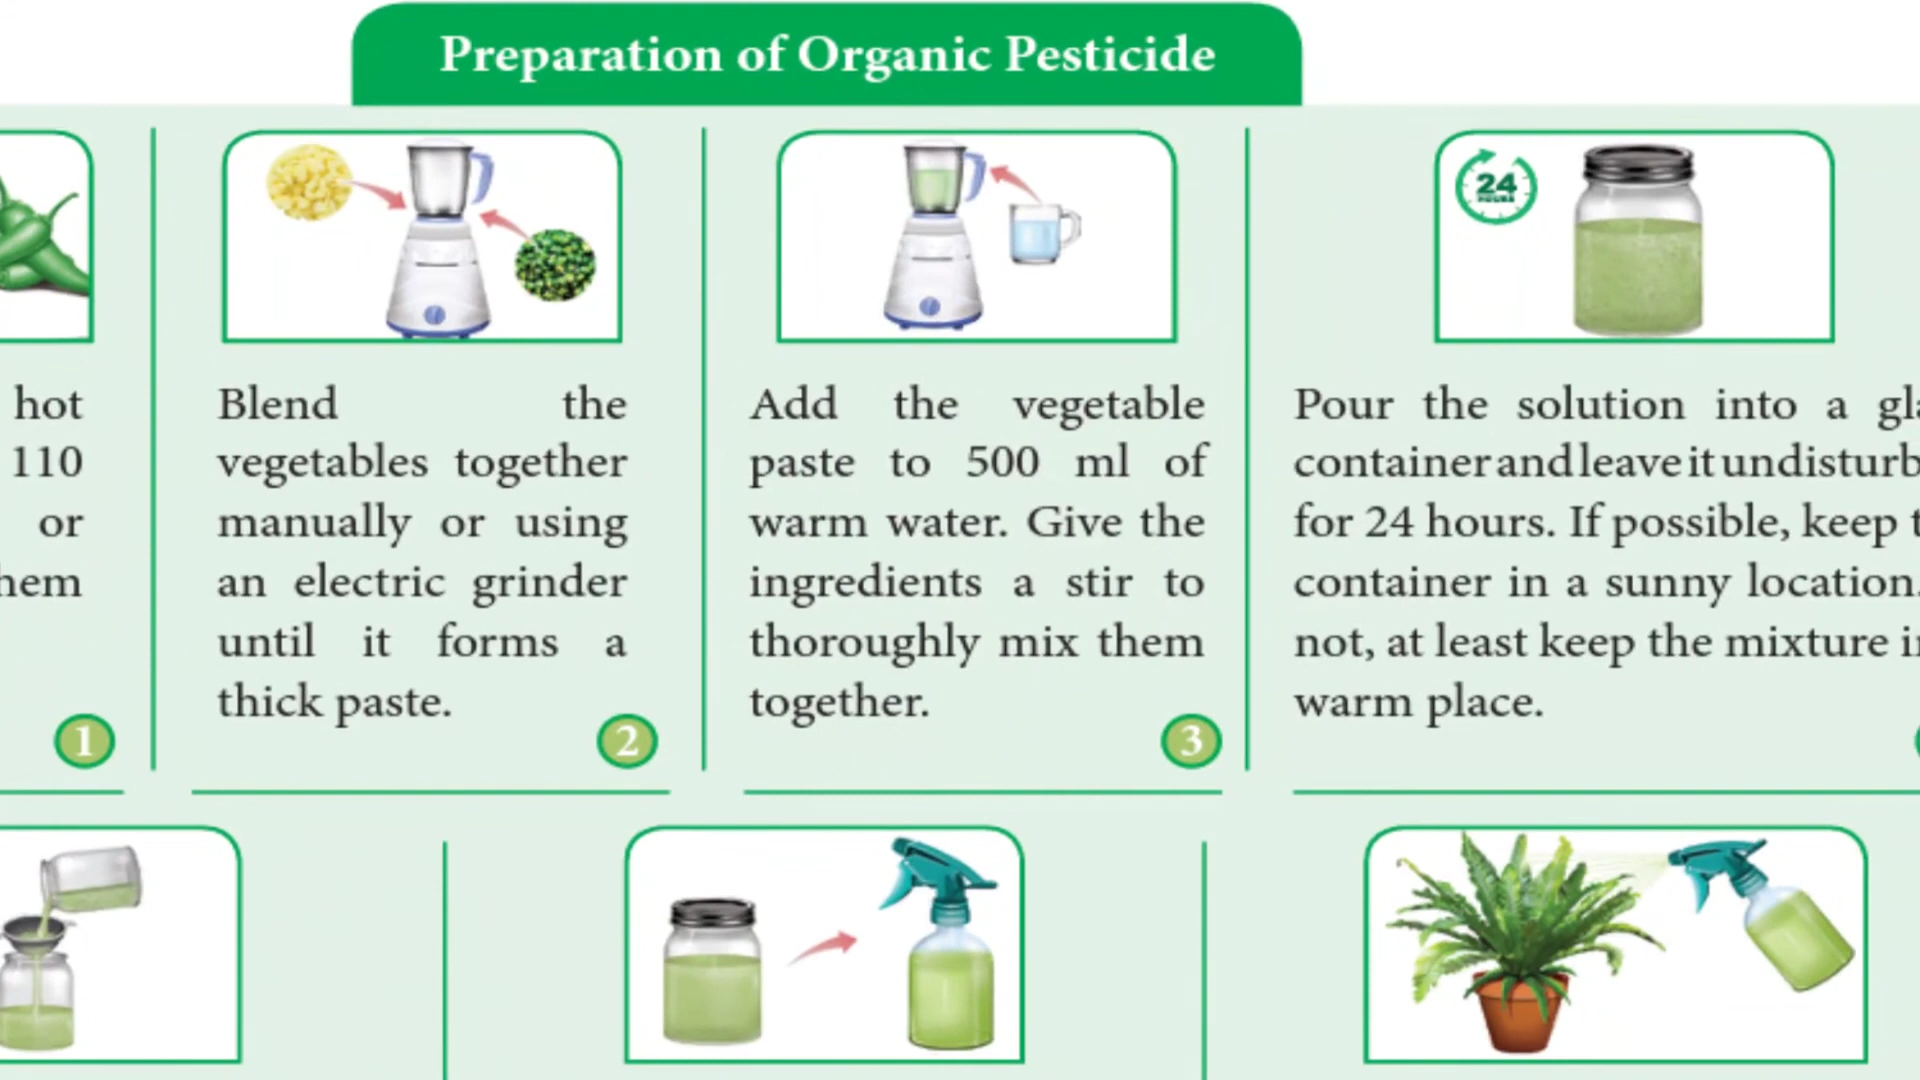 Preparation of Organic Pesticide
hot
110
or
hem
1
Blend the
vegetables together
manually or using
an electric grinder
until it forms a
thick paste.
2
Add the vegetable
paste to 500 ml of
warm water. Give the
ingredients a stir to
thoroughly mix them
together.
3
24
HOURS
Pour the solution into a gla
container and leave it undisturb
for 24 hours. If possible, keep t
container in a sunny location.
not, at least keep the mixture i
warm place.